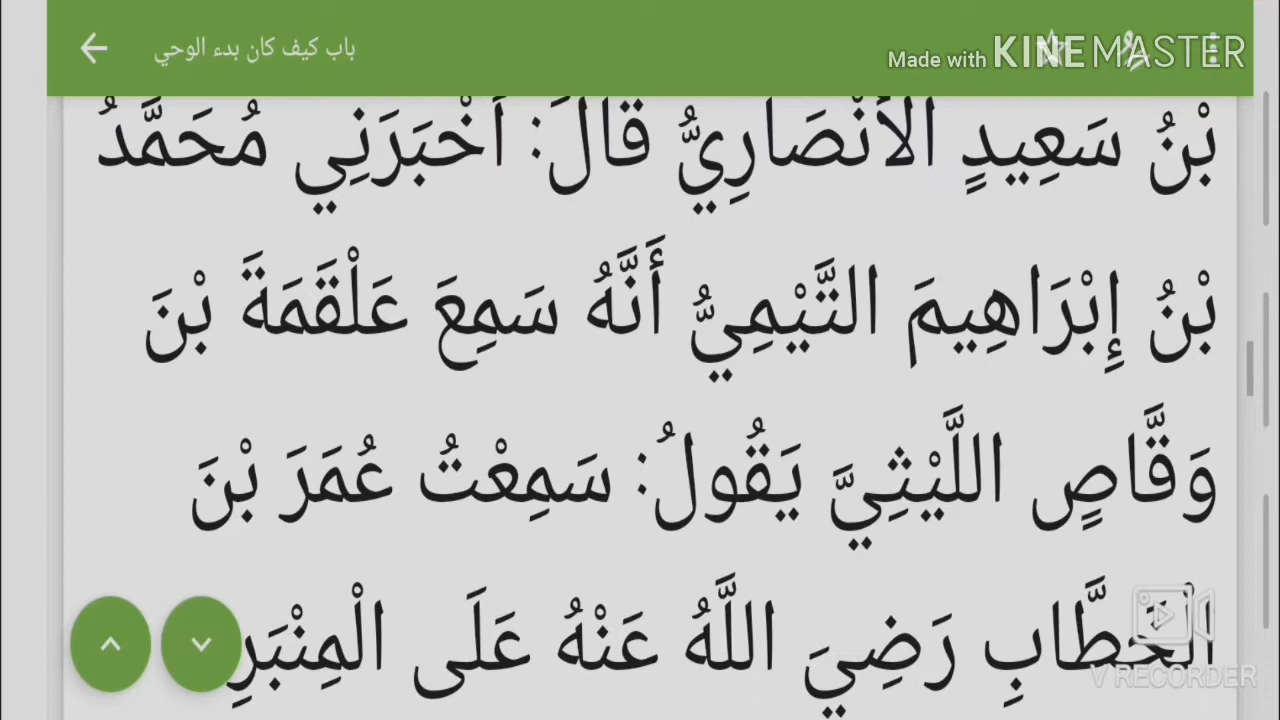 باب كيف كان بدء الوحي
Made with KINEMASTER
بْنُ سَعِيدٍ الْأَنْصَارِيُّ قَالَ: أَخْبَرَنِي مُحَمَّدُ
بْنُ إِبْرَاهِيمَ التَّيْمِيُّ أَنَّهُ سَمِعَ عَلْقَمَةَ بْنَ
وَقَّاصٍ اللَّيْثِيَّ يَقُولُ: سَمِعْتُ عُمَرَ بْنَ
الْخَطَّابِ رَضِيَ اللَّهُ عَنْهُ عَلَى الْمِنْبَرِ
V RECORDER